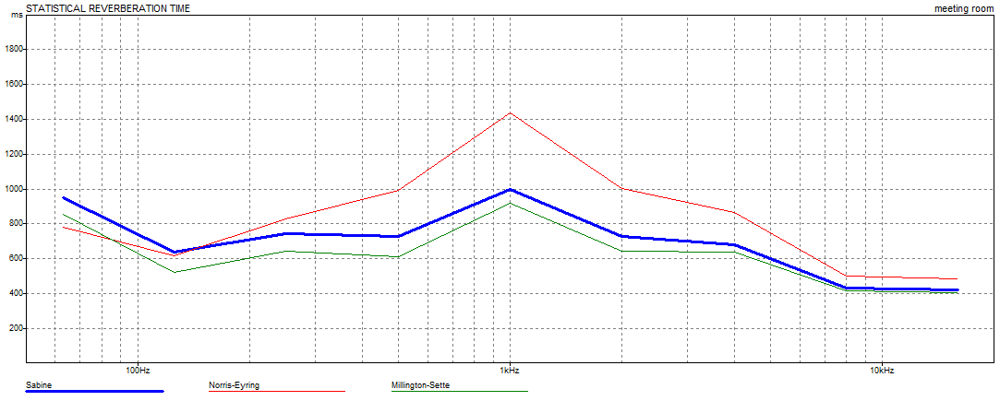 STATISTICAL REVERBERATION TIME meeting room
ms
1800
1600
1400
1200
1000
800
600
400
200
100Hz 1kHz 10kHz
Sabine Norris-Eyring Millington-Sette